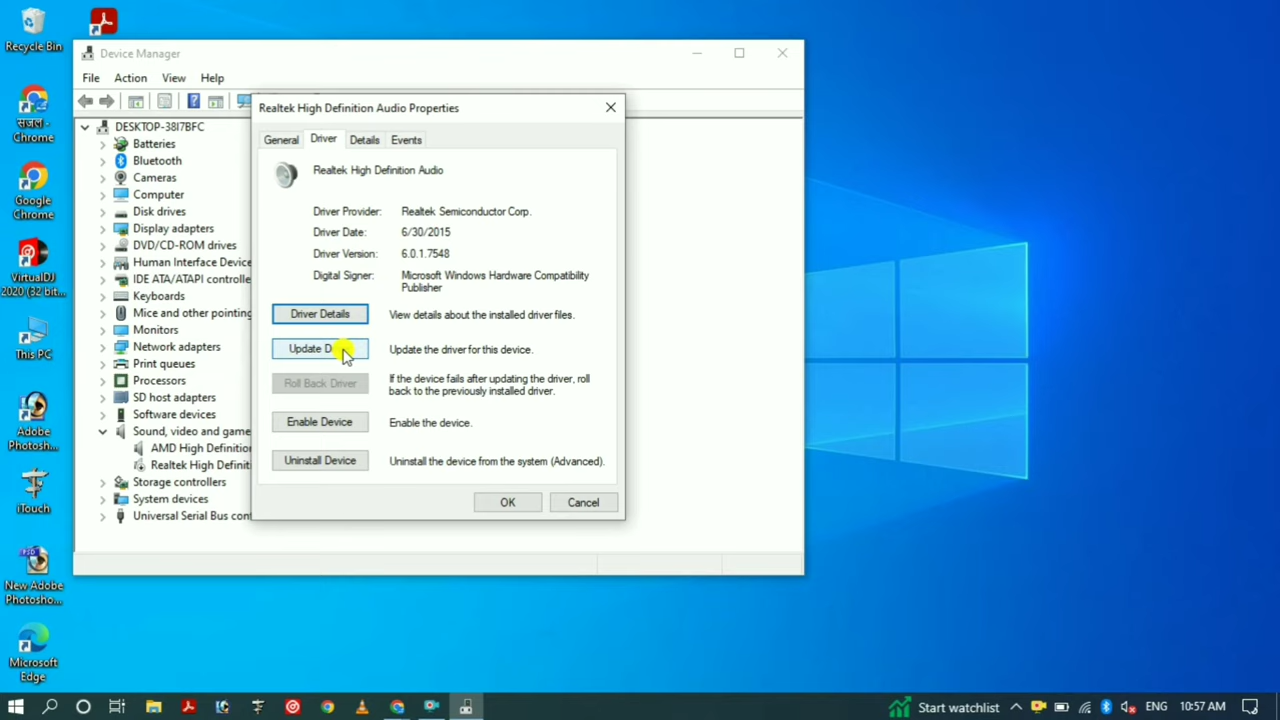 Recycle Bin
सजल -
Chrome
Google
Chrome
VirtualDJ
2020 (32 bit...
This PC
Adobe
Photosh...
iTouch
New Adobe
Photosho...
Microsoft
Edge
Device Manager
File Action View Help
DESKTOP-38I7BFC
Batteries
Bluetooth
Cameras
Computer
Disk drives
Display adapters
DVD/CD-ROM drives
Human Interface Device
IDE ATA/ATAPI controlle
Keyboards
Mice and other pointing
Monitors
Network adapters
Print queues
Processors
SD host adapters
Software devices
Sound, video and game
AMD High Definition
Realtek High Definit
Storage controllers
System devices
Universal Serial Bus cont
Realtek High Definition Audio Properties
General Driver Details Events
Realtek High Definition Audio
Driver Provider: Realtek Semiconductor Corp.
Driver Date: 6/30/2015
Driver Version: 6.0.1.7548
Digital Signer: Microsoft Windows Hardware Compatibility
Publisher
Driver Details View details about the installed driver files.
Update D Update the driver for this device.
Roll Back Driver If the device fails after updating the driver, roll
back to the previously installed driver.
Enable Device Enable the device.
Uninstall Device Uninstall the device from the system (Advanced).
OK Cancel
Start watchlist ENG 10:57 AM